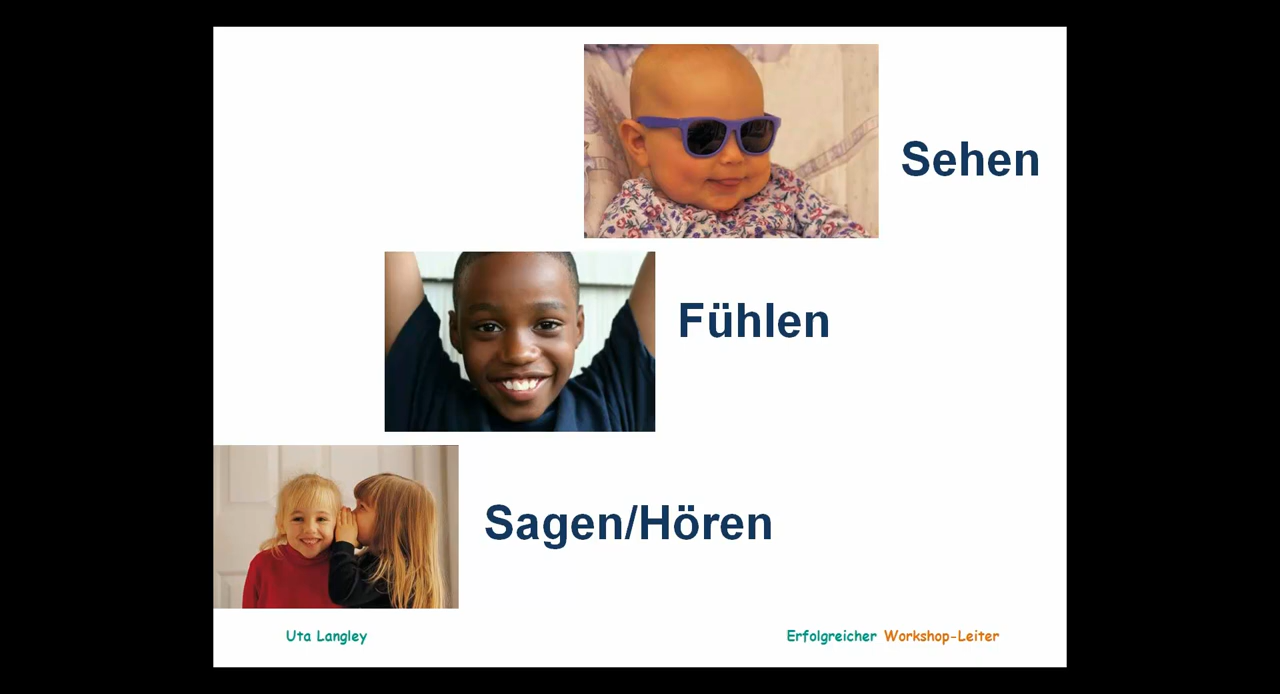 Sehen
Fühlen
Sagen/Hören
Uta Langley
Erfolgreicher Workshop-Leiter